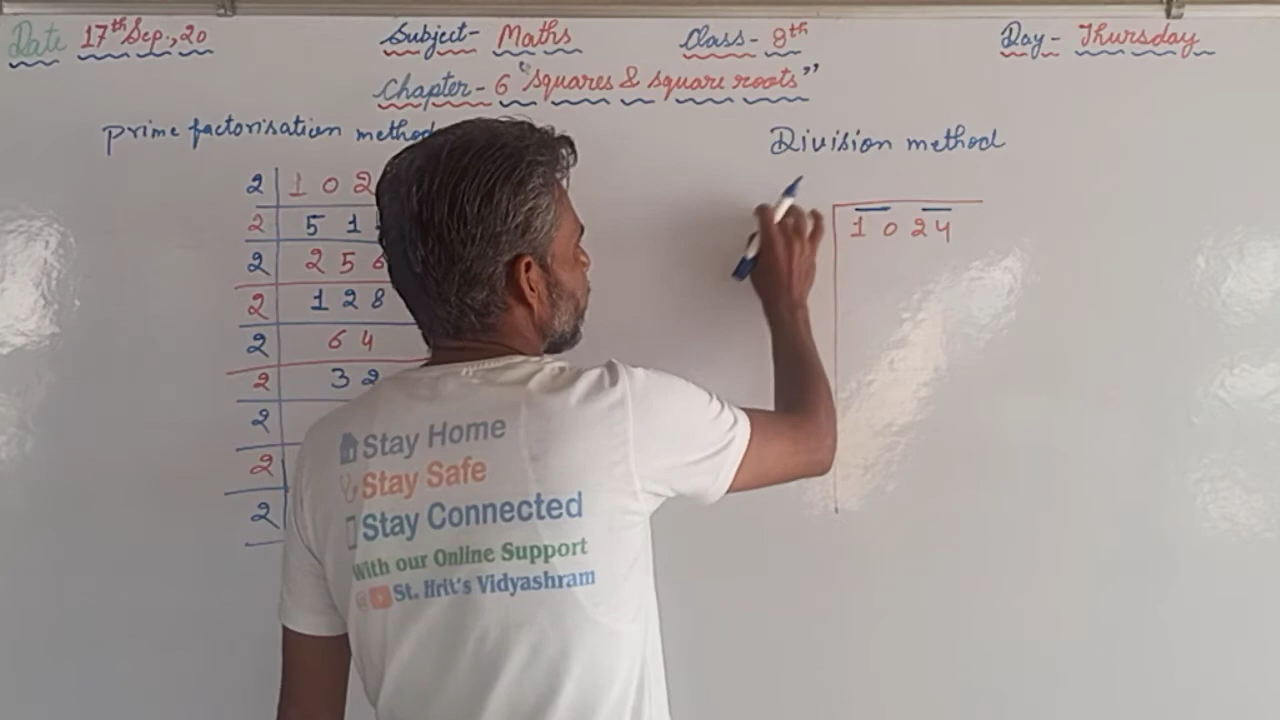 Date 17th Sep., 20 Subject- Maths Class- 8th Day- Thursday
Chapter- 6 "squares & square roots"
Prime factorisation method
Division method
2 1 0 2
2 5 1
2 2 5 6
2 1 2 8
2 6 4
2 3 2
2
2
2
1 0 2 4
Stay Home
Stay Safe
Stay Connected
With our Online Support
St. Hrit's Vidyashram